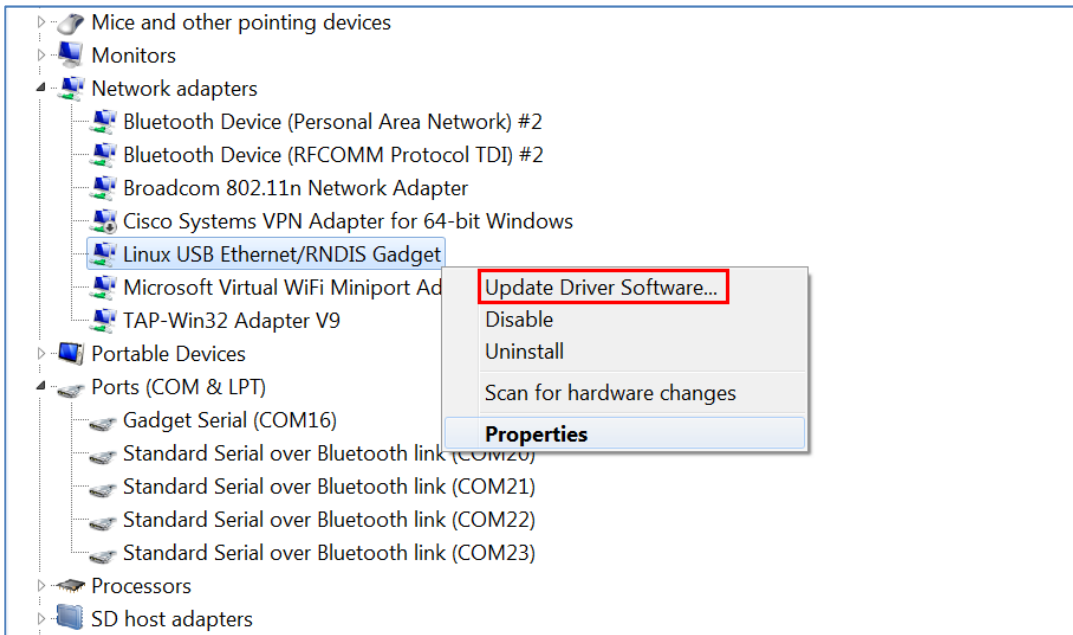 Mice and other pointing devices
Monitors
Network adapters
Bluetooth Device (Personal Area Network) #2
Bluetooth Device (RFCOMM Protocol TDI) #2
Broadcom 802.11n Network Adapter
Cisco Systems VPN Adapter for 64-bit Windows
Linux USB Ethernet/RNDIS Gadget
Microsoft Virtual WiFi Miniport Ad
TAP-Win32 Adapter V9
Portable Devices
Ports (COM & LPT)
Gadget Serial (COM16)
Standard Serial over Bluetooth link (COM20)
Standard Serial over Bluetooth link (COM21)
Standard Serial over Bluetooth link (COM22)
Standard Serial over Bluetooth link (COM23)
Processors
SD host adapters
Update Driver Software...
Disable
Uninstall
Scan for hardware changes
Properties